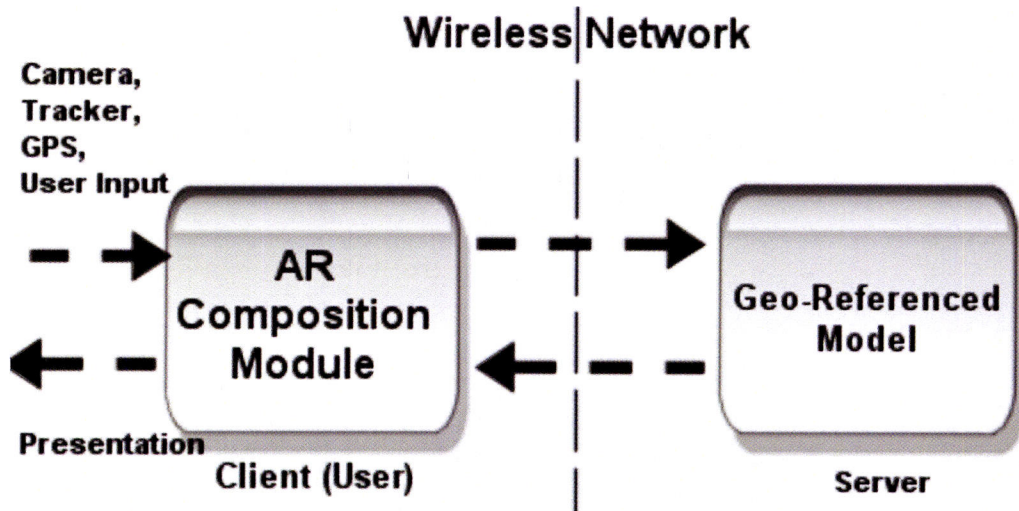 Wireless Network
Camera,
Tracker,
GPS,
User Input
AR
Composition
Module
Geo-Referenced
Model
Presentation
Client (User)
Server